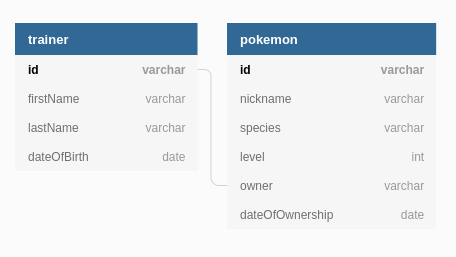 trainer
id varchar
firstName varchar
lastName varchar
dateOfBirth date
pokemon
id varchar
nickname varchar
species varchar
level int
owner varchar
dateOfOwnership date